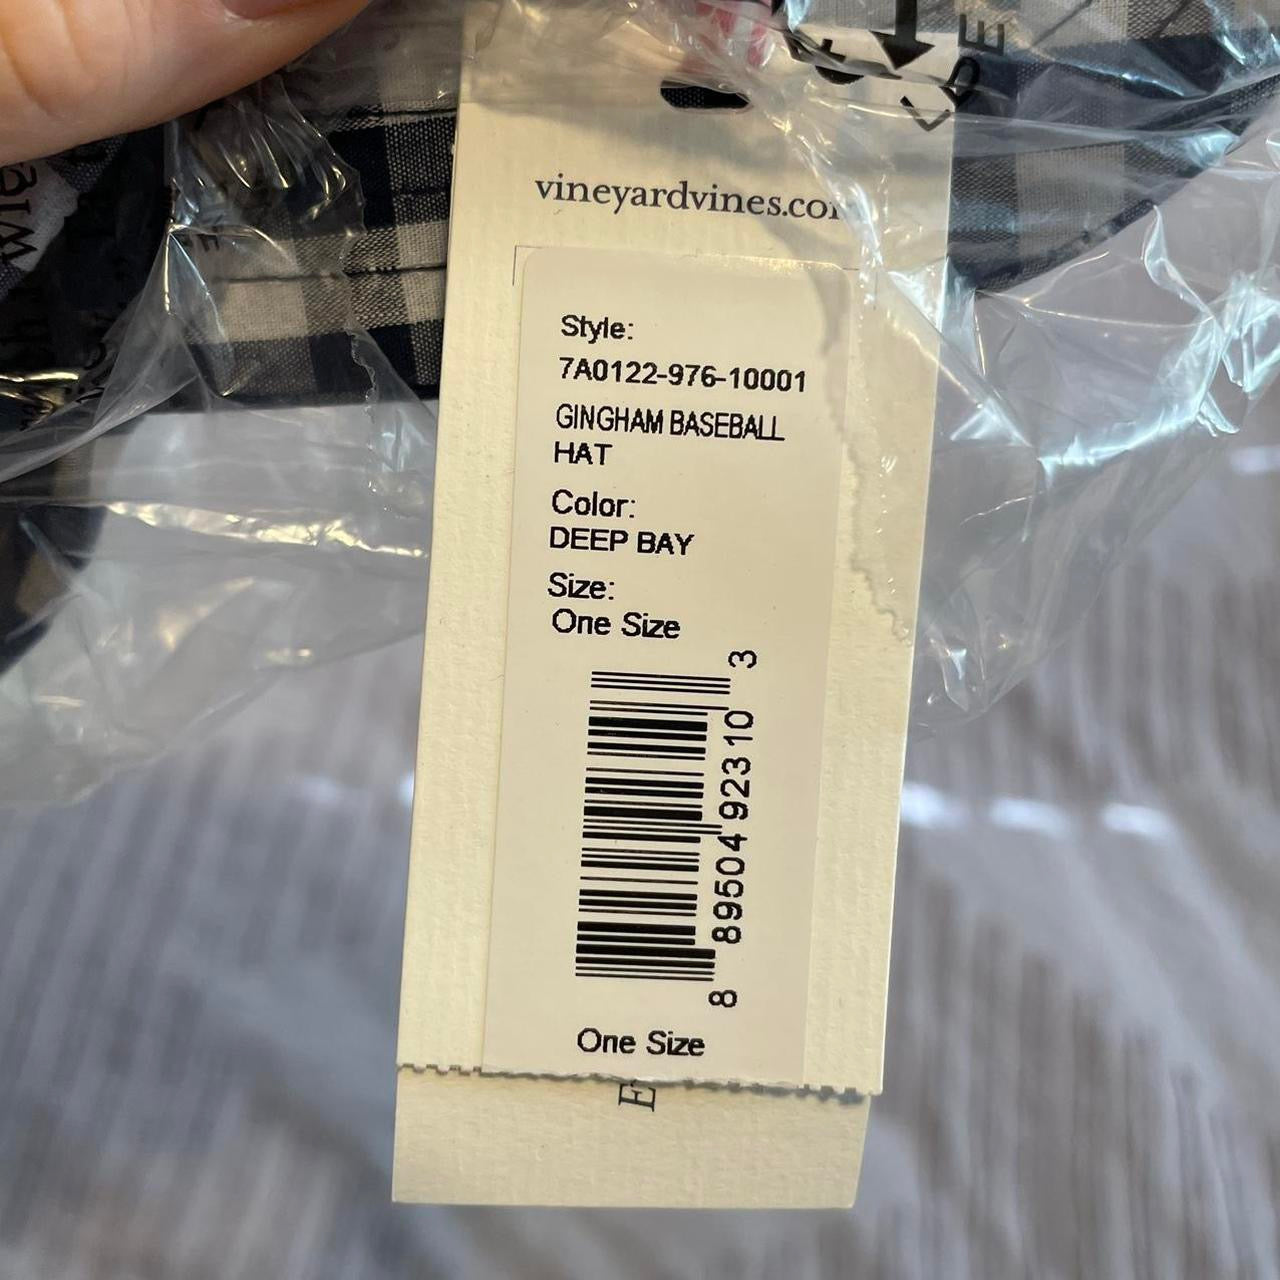 vineyardvines.co
Style:
7A0122-976-10001
GINGHAM BASEBALL
HAT
Color:
DEEP BAY
Size:
One Size
8 89504 92310 3
One Size
E